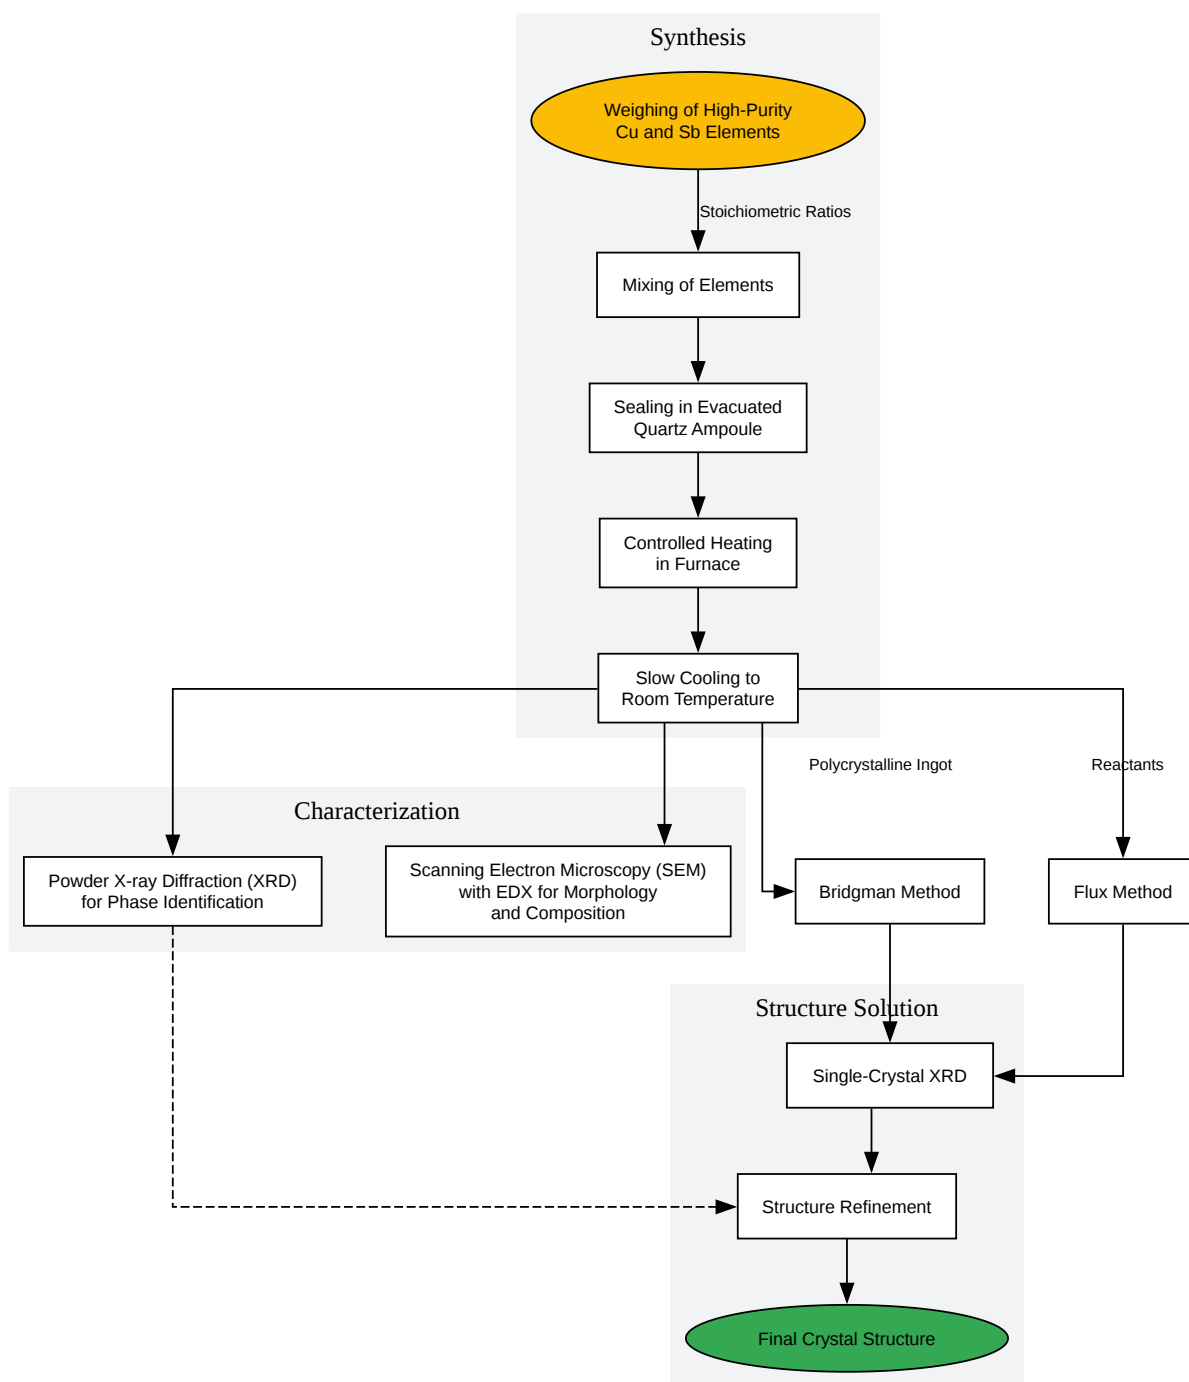 Synthesis
Weighing of High-Purity
Cu and Sb Elements
Stoichiometric Ratios
Mixing of Elements
Sealing in Evacuated
Quartz Ampoule
Controlled Heating
in Furnace
Slow Cooling to
Room Temperature
Polycrystalline Ingot
Reactants
Characterization
Powder X-ray Diffraction (XRD)
for Phase Identification
Scanning Electron Microscopy (SEM)
with EDX for Morphology
and Composition
Bridgman Method
Flux Method
Structure Solution
Single-Crystal XRD
Structure Refinement
Final Crystal Structure